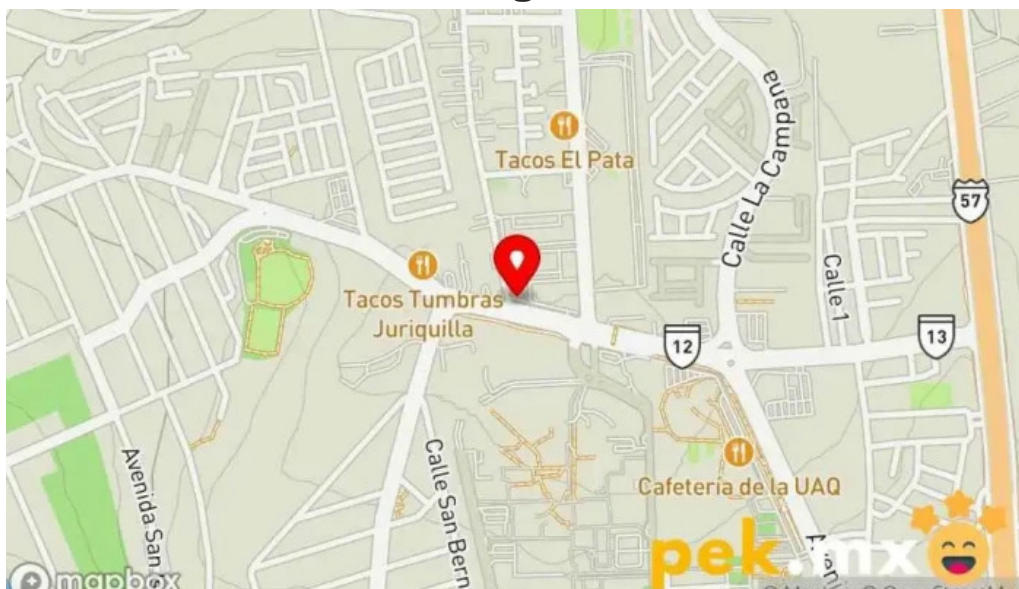 Tacos El Pata
Calle La Campana
57
Tacos Tumbras
Juriquilla
Calle 1
12
13
Avenida San
Calle San Bern
Cafetería de la UAQ
pek.mx
mapbox